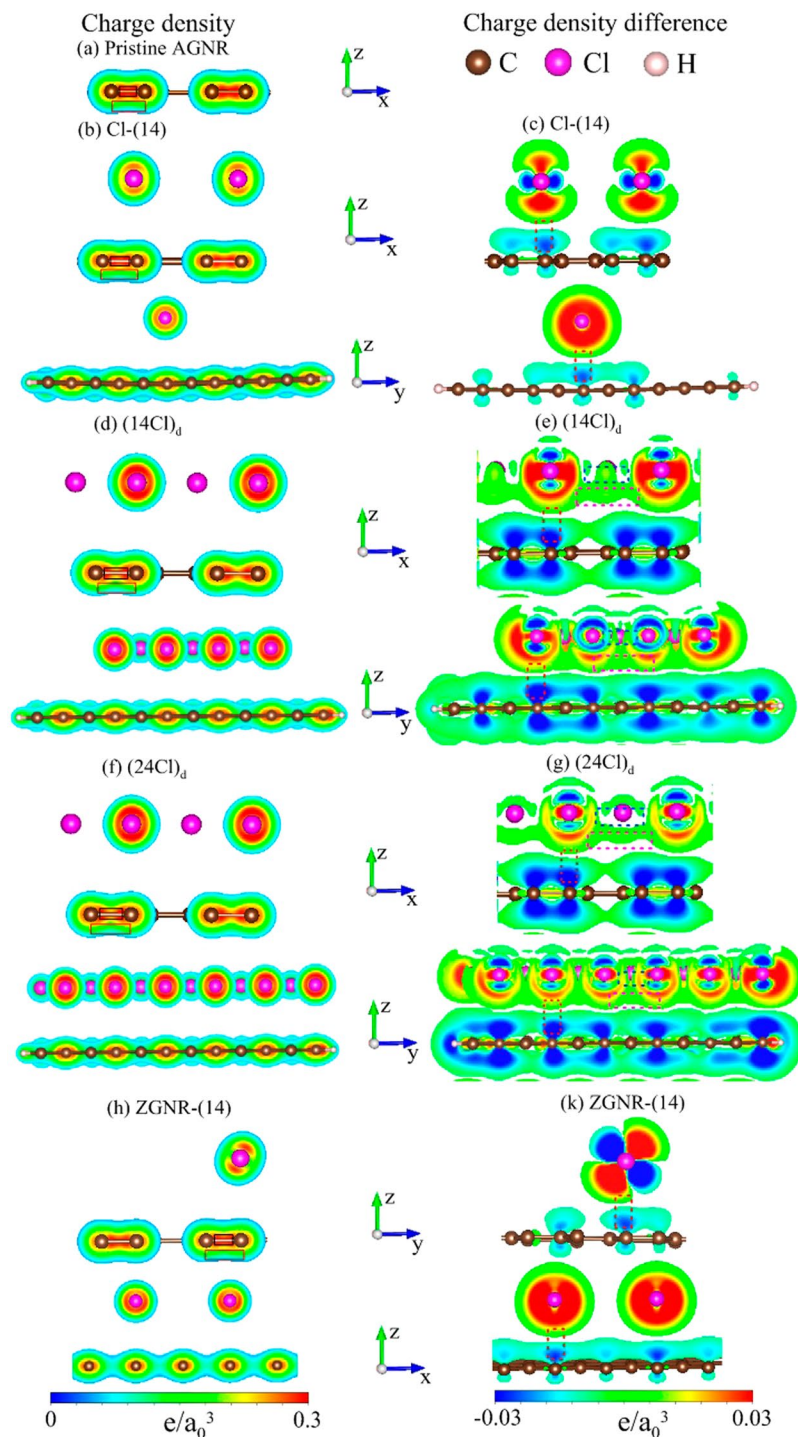 Charge density
Charge density difference
(a) Pristine AGNR
C Cl H
z
x
(b) Cl-(14)
(c) Cl-(14)
z
x
z
y
(d) (14Cl)d
(e) (14Cl)d
z
x
z
y
(f) (24Cl)d
(g) (24Cl)d
z
x
z
y
(h) ZGNR-(14)
(k) ZGNR-(14)
z
y
z
x
0 e/a₀³ 0.3
-0.03 e/a₀³ 0.03